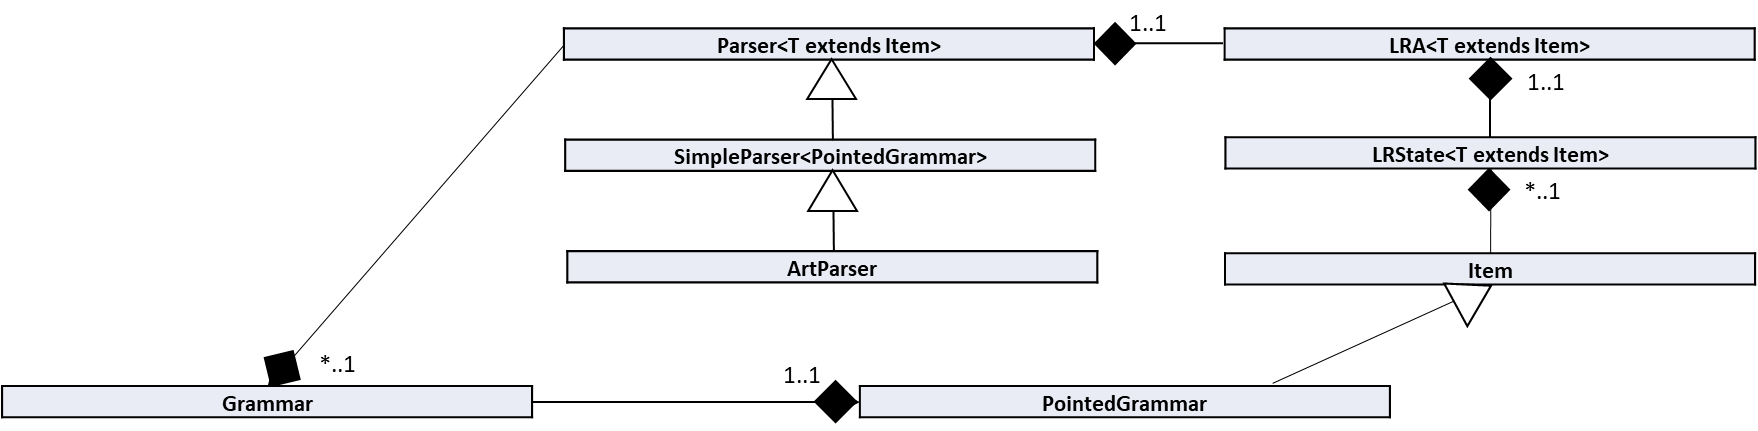 1..1
Parser<T extends Item>
LRA<T extends Item>
1..1
SimpleParser<PointedGrammar>
LRState<T extends Item>
*..1
ArtParser
Item
*..1
1..1
Grammar
PointedGrammar